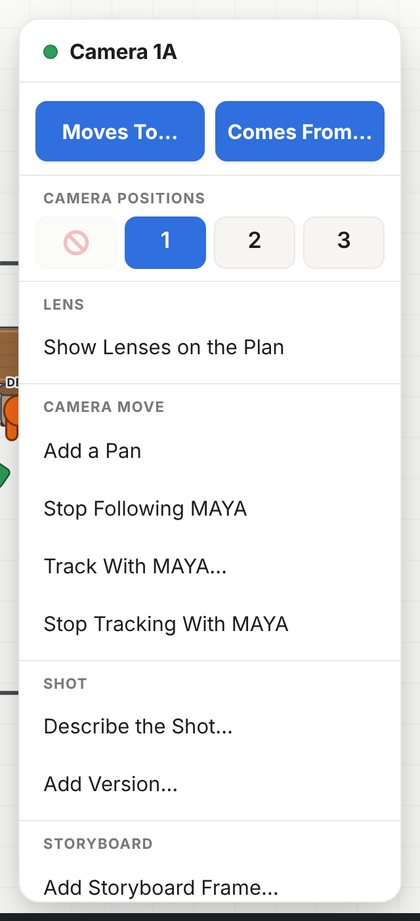 Camera 1A
Moves To...
Comes From...
CAMERA POSITIONS
1
2
3
LENS
Show Lenses on the Plan
CAMERA MOVE
Add a Pan
Stop Following MAYA
Track With MAYA...
Stop Tracking With MAYA
SHOT
Describe the Shot...
Add Version...
STORYBOARD
Add Storyboard Frame...